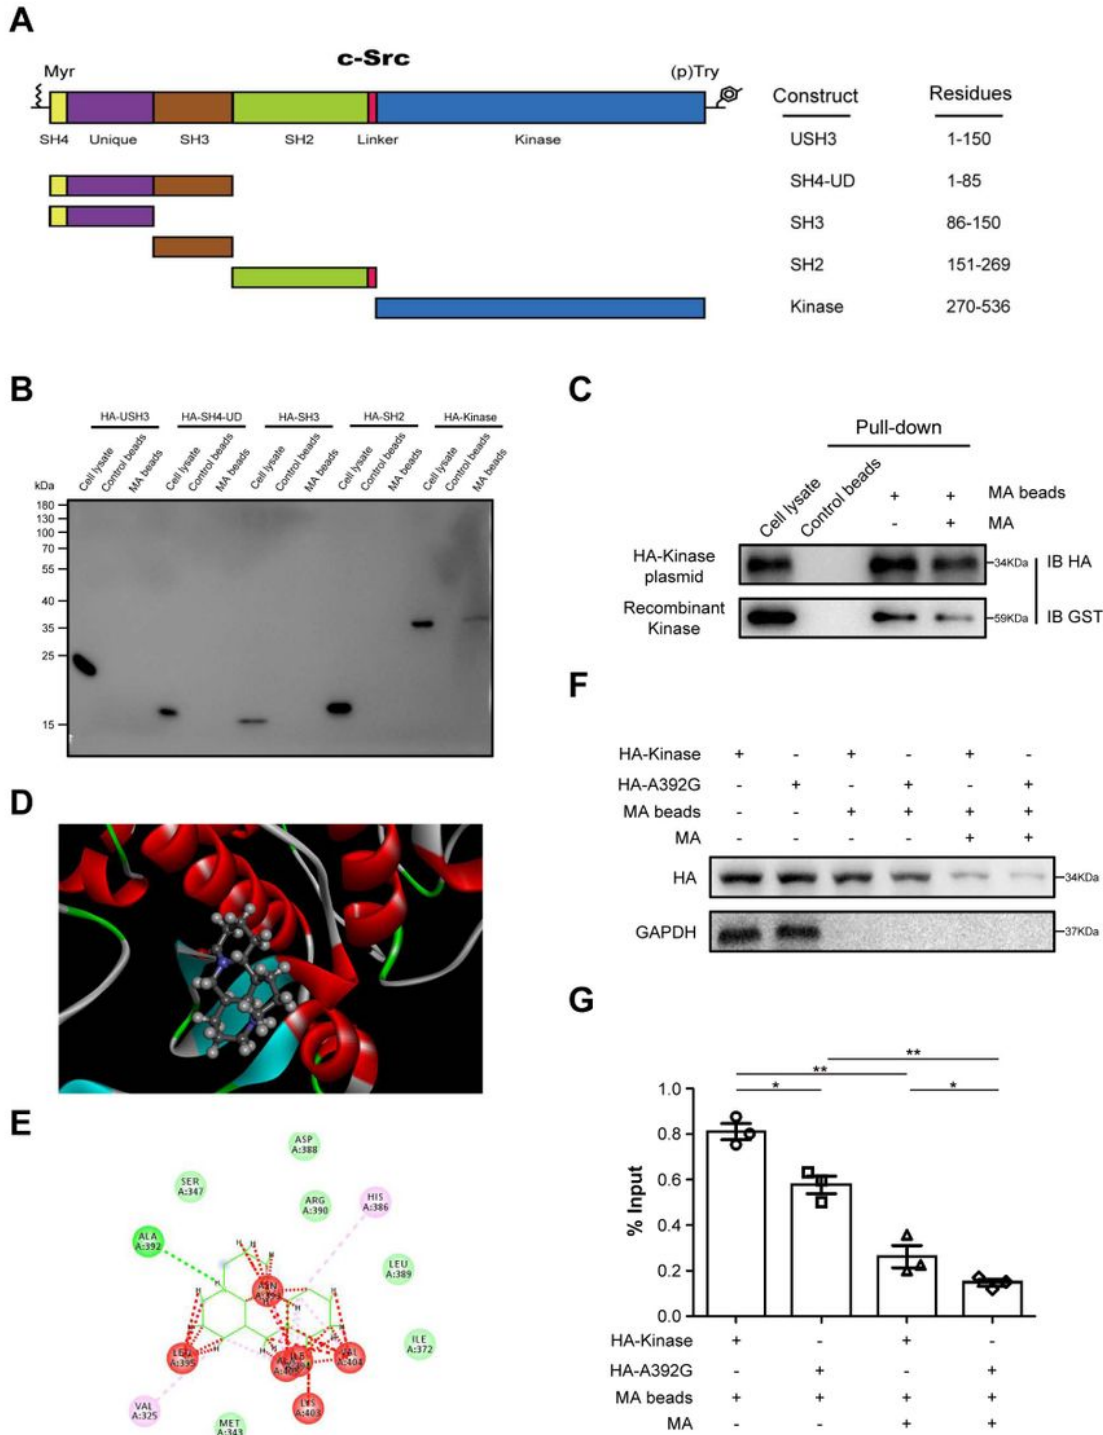 A
c-Src
Myr
(p)Try
SH4
Unique
SH3
SH2
Linker
Kinase
Construct
Residues
USH3
1-150
SH4-UD
1-85
SH3
86-150
SH2
151-269
Kinase
270-536
B
HA-USH3
HA-SH4-UD
HA-SH3
HA-SH2
HA-Kinase
Cell lysate
Control beads
MA beads
Cell lysate
Control beads
MA beads
Cell lysate
Control beads
MA beads
Cell lysate
Control beads
MA beads
Cell lysate
Control beads
MA beads
kDa
180
130
100
70
55
40
35
25
15
C
Pull-down
Cell lysate
Control beads
+ + MA beads
- + MA
HA-Kinase
plasmid
34KDa
IB HA
Recombinant
Kinase
59KDa
IB GST
D
E
ASP
A:388
SER
A:347
ARG
A:390
HIS
A:386
ALA
A:392
LEU
A:389
ILE
A:372
LEU
A:395
VAL
A:404
LYS
A:403
VAL
A:325
MET
A:343
F
HA-Kinase + - + - + -
HA-A392G - + - + - +
MA beads - - + + + +
MA - - - - + +
HA
34KDa
GAPDH
37KDa
G
**
**
*
*
% Input
1.0
0.8
0.6
0.4
0.2
0.0
HA-Kinase + - + -
HA-A392G - + - +
MA beads + + + +
MA - - + +